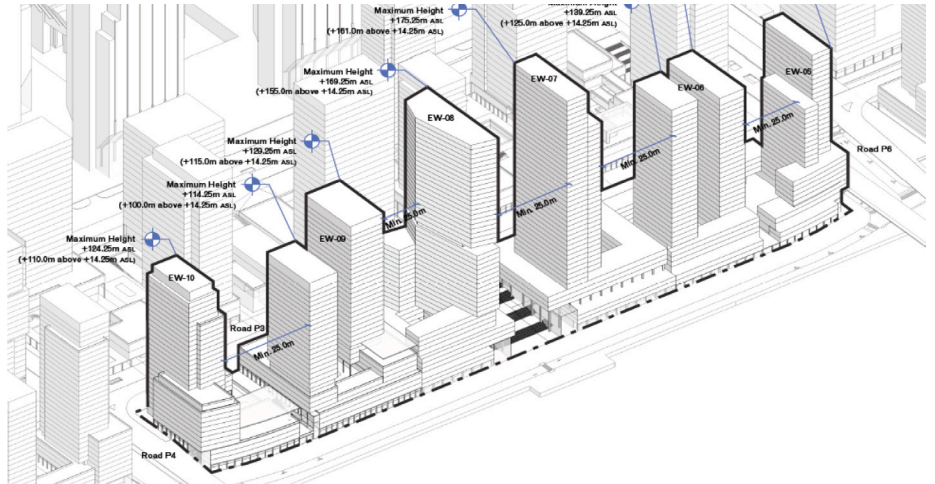 Maximum Height
+175.25m ASL
(+161.0m above +14.25m ASL)
Maximum Height
+139.25m ASL
(+125.0m above +14.25m ASL)
EW-05
EW-07
EW-06
Maximum Height
+169.25m ASL
(+155.0m above +14.25m ASL)
EW-08
Min. 25.0m
Maximum Height
+129.25m ASL
(+115.0m above +14.25m ASL)
Min. 25.0m
Road P6
Maximum Height
+114.25m ASL
(+100.0m above +14.25m ASL)
Min. 25.0m
Min. 25.0m
EW-09
Maximum Height
+124.25m ASL
(+110.0m above +14.25m ASL)
EW-10
Road P3
Min. 25.0m
Road P4